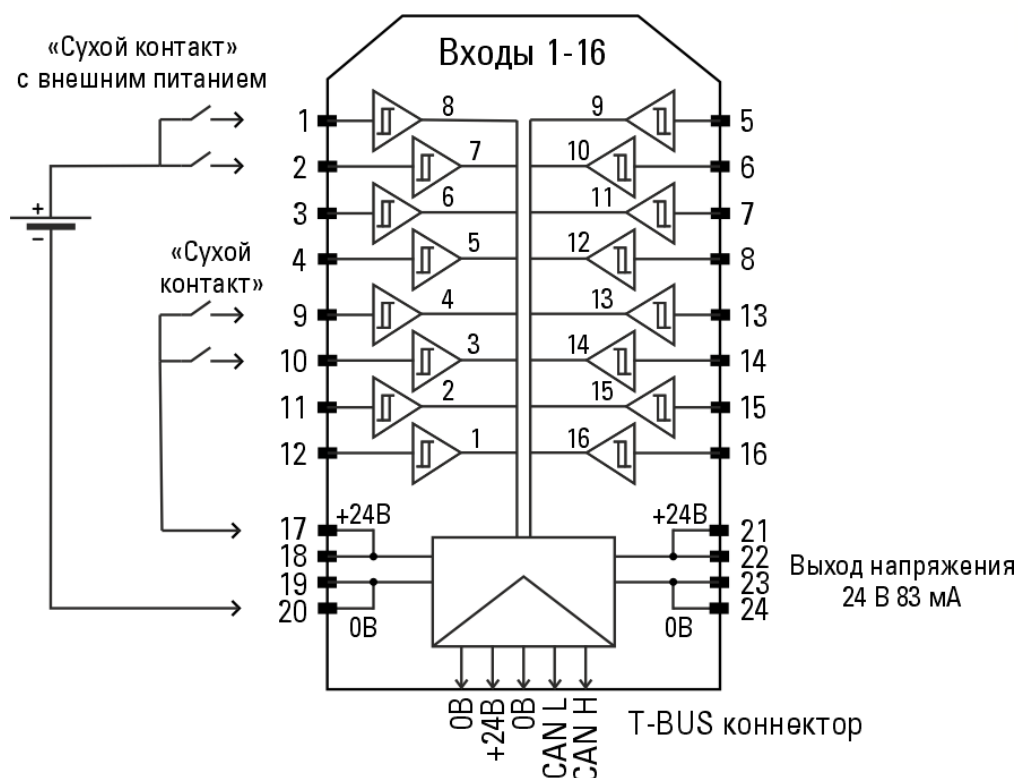 «Сухой контакт»
с внешним питанием
Входы 1-16
1 8 9 5
2 7 10 6
3 6 11 7
4 5 12 8
+
–
«Сухой
контакт»
9 4 13 13
10 3 14 14
11 2 15 15
12 1 16 16
17 +24В +24В 21
18 22
19 23
20 0В 0В 24
Выход напряжения
24 В 83 мА
0В
+24В
0В
CAN L
CAN H
T-BUS коннектор